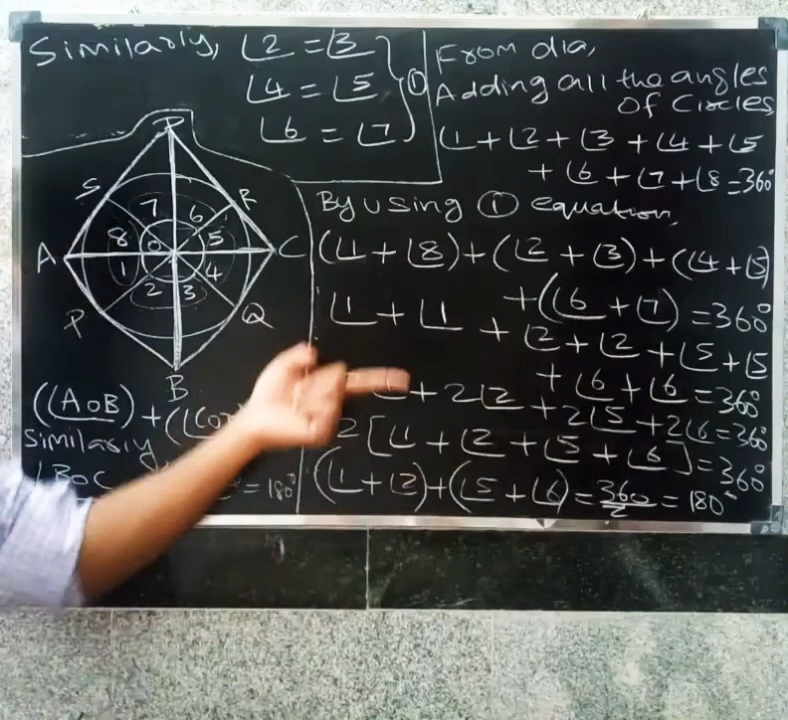 Similarly, ∠2 = ∠3
∠4 = ∠5
∠6 = ∠7
①
From dia,
Adding all the angles
of Circles,
∠1 + ∠2 + ∠3 + ∠4 + ∠5
+ ∠6 + ∠7 + ∠8 = 360°
By using ① equation,
(∠1 + ∠8) + (∠2 + ∠3) + (∠4 + ∠5)
+ (∠6 + ∠7) = 360°
∠1 + ∠1 + ∠2 + ∠2 + ∠5 + ∠5
+ ∠6 + ∠6 = 360°
+ 2∠2 + 2∠5 + 2∠6 = 360°
2[∠1 + ∠2 + ∠5 + ∠6] = 360°
(∠1 + ∠2) + (∠5 + ∠6) = 360/2 = 180°
S
R
7
6
A
8
O
5
C
1
4
2
3
P
Q
B
(∠AOB) +
Similarly,
∠BOC
= 180°